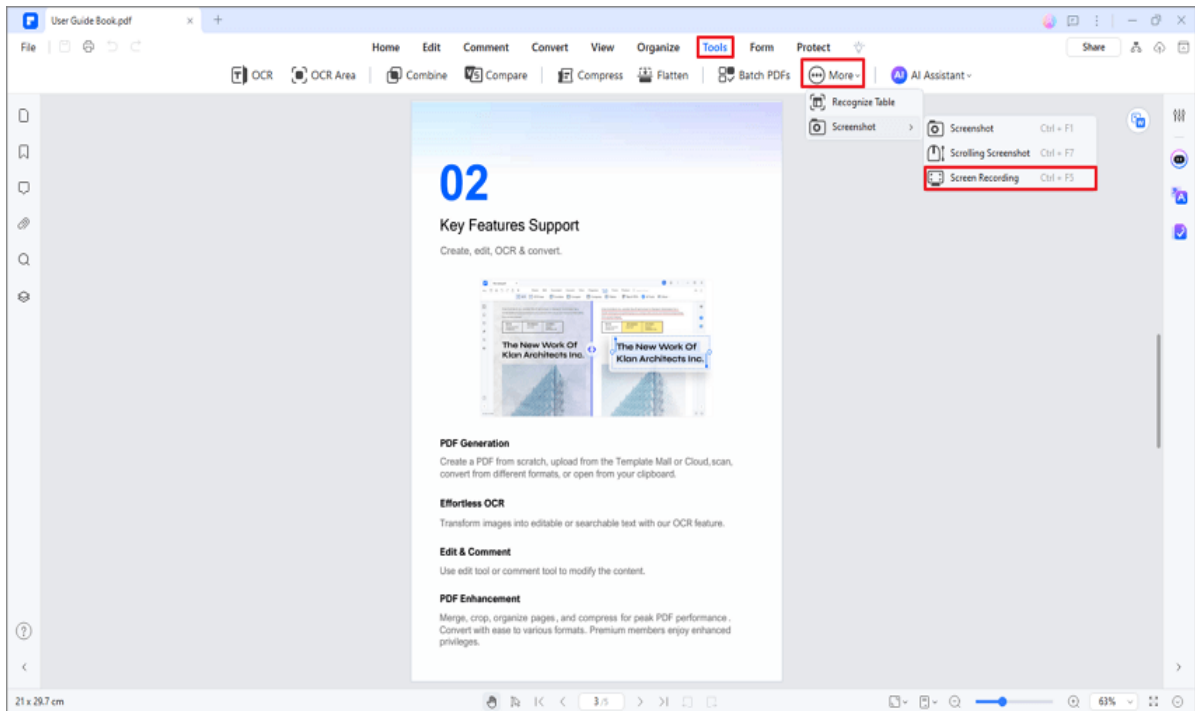 User Guide Book.pdf
File Home Edit Comment Convert View Organize Tools Form Protect Share
OCR OCR Area Combine Compare Compress Flatten Batch PDFs More AI Assistant
Recognize Table
Screenshot
Screenshot Ctrl + F1
Scrolling Screenshot Ctrl + F7
Screen Recording Ctrl + F5
02
Key Features Support
Create, edit, OCR & convert.
The New Work Of
Klan Architects Inc.
The New Work Of
Klan Architects Inc.
PDF Generation
Create a PDF from scratch, upload from the Template Mall or Cloud, scan,
convert from different formats, or open from your clipboard.
Effortless OCR
Transform images into editable or searchable text with our OCR feature.
Edit & Comment
Use edit tool or comment tool to modify the content.
PDF Enhancement
Merge, crop, organize pages, and compress for peak PDF performance.
Convert with ease to various formats. Premium members enjoy enhanced
privileges.
21 x 29.7 cm 3/5 63%